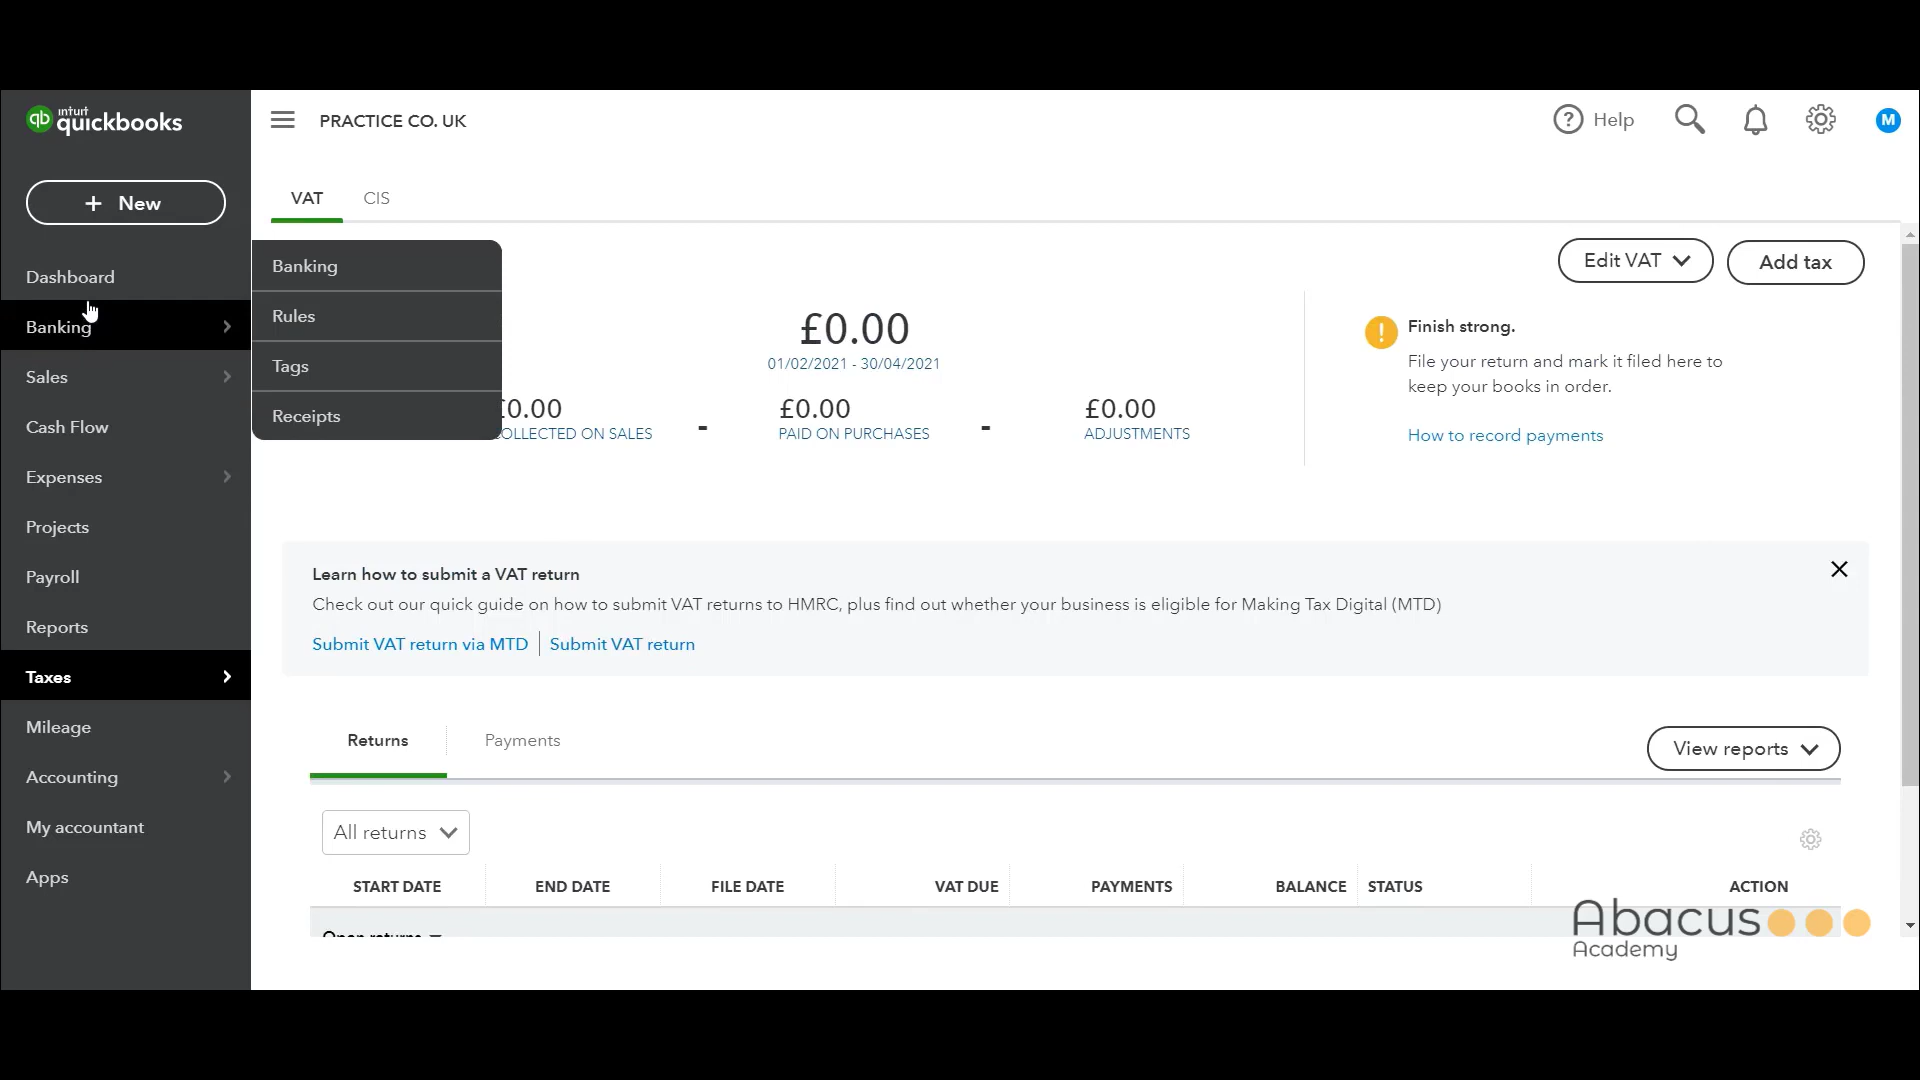 intuit
quickbooks
PRACTICE CO. UK
Help
M
+ New
VAT
CIS
Dashboard
Banking
Sales
Cash Flow
Expenses
Projects
Payroll
Reports
Taxes
Mileage
Accounting
My accountant
Apps
Banking
Rules
Tags
Receipts
Edit VAT
Add tax
£0.00
01/02/2021 - 30/04/2021
£0.00
COLLECTED ON SALES
-
£0.00
PAID ON PURCHASES
-
£0.00
ADJUSTMENTS
Finish strong.
File your return and mark it filed here to
keep your books in order.
How to record payments
Learn how to submit a VAT return
Check out our quick guide on how to submit VAT returns to HMRC, plus find out whether your business is eligible for Making Tax Digital (MTD)
Submit VAT return via MTD
Submit VAT return
Returns
Payments
View reports
All returns
START DATE
END DATE
FILE DATE
VAT DUE
PAYMENTS
BALANCE
STATUS
ACTION
Open returns
Abacus
Academy